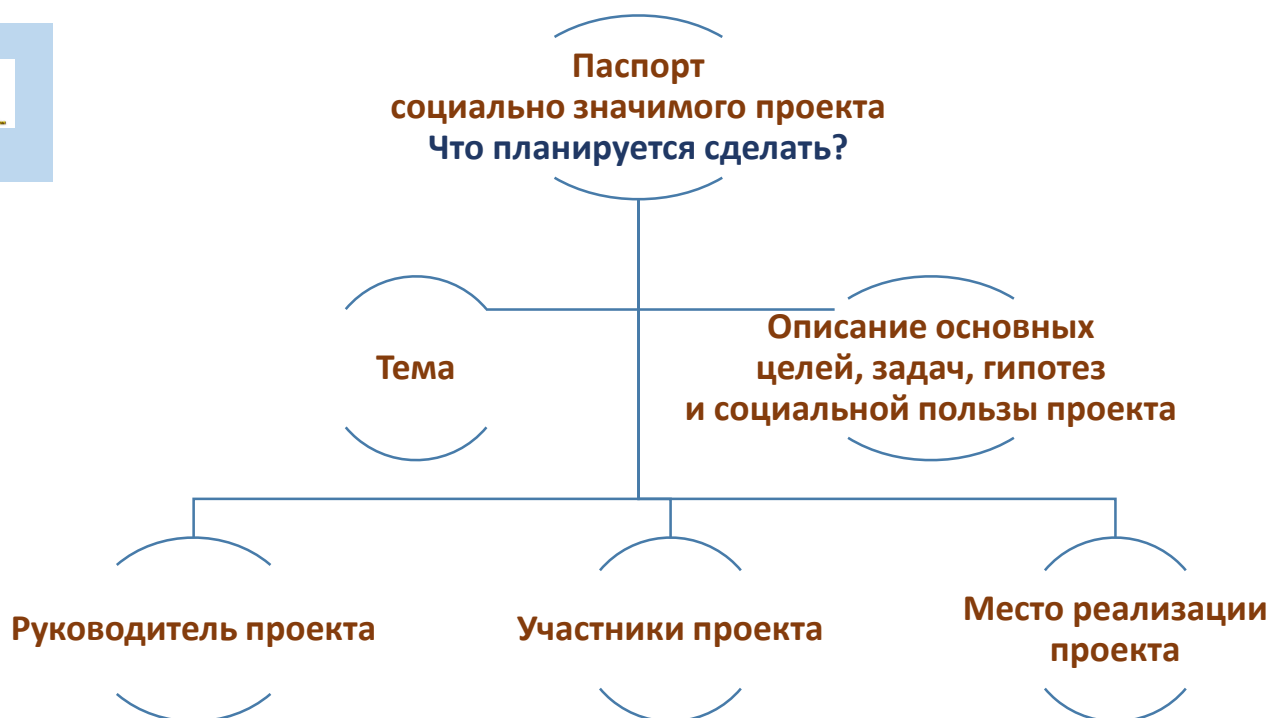 Паспорт
социально значимого проекта
Что планируется сделать?
Тема
Описание основных
целей, задач, гипотез
и социальной пользы проекта
Руководитель проекта
Участники проекта
Место реализации
проекта